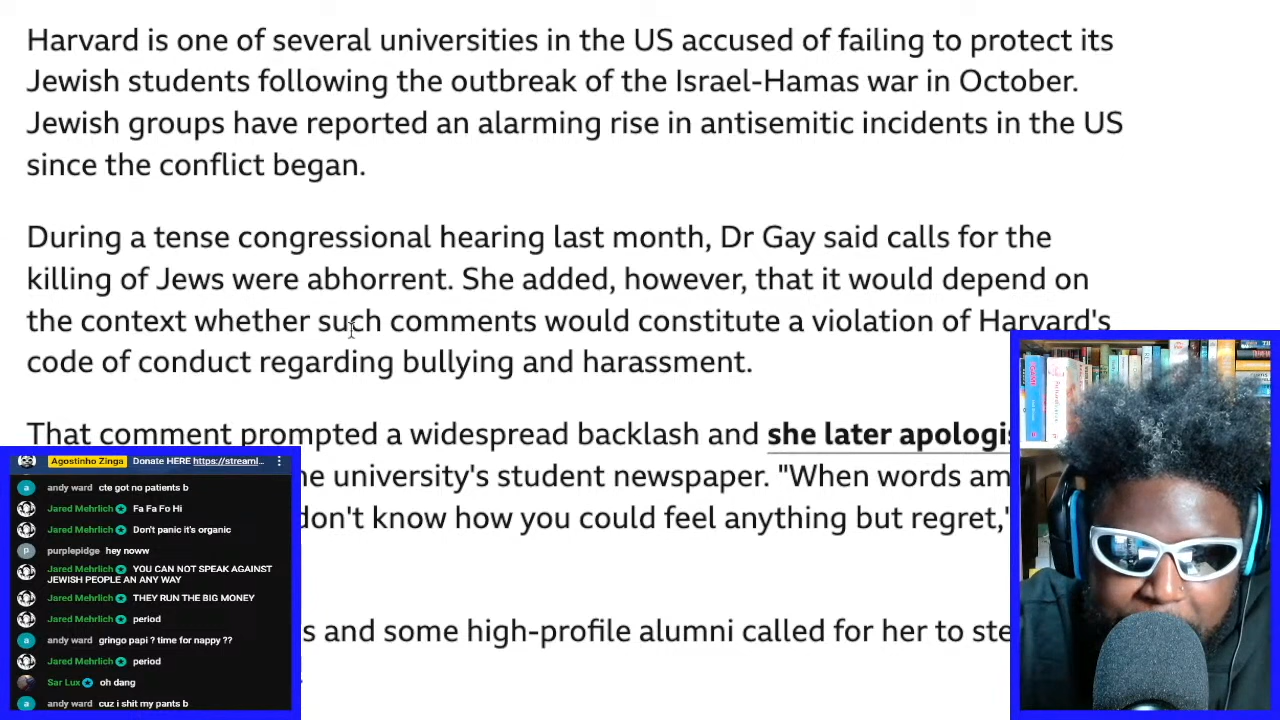 Harvard is one of several universities in the US accused of failing to protect its
Jewish students following the outbreak of the Israel-Hamas war in October.
Jewish groups have reported an alarming rise in antisemitic incidents in the US
since the conflict began.
During a tense congressional hearing last month, Dr Gay said calls for the
killing of Jews were abhorrent. She added, however, that it would depend on
the context whether such comments would constitute a violation of Harvard's
code of conduct regarding bullying and harassment.
That comment prompted a widespread backlash and she later apologis
e university's student newspaper. "When words am
don't know how you could feel anything but regret,"
s and some high-profile alumni called for her to ste
Agostinho Zinga Donate HERE https://streaml...
andy ward cte got no patients b
Jared Mehrlich Fa Fa Fo Hi
Jared Mehrlich Don't panic it's organic
purplepidge hey noww
Jared Mehrlich YOU CAN NOT SPEAK AGAINST
JEWISH PEOPLE AN ANY WAY
Jared Mehrlich THEY RUN THE BIG MONEY
Jared Mehrlich period
andy ward gringo papi ? time for nappy ??
Jared Mehrlich period
Sar Lux oh dang
andy ward cuz i shit my pants b